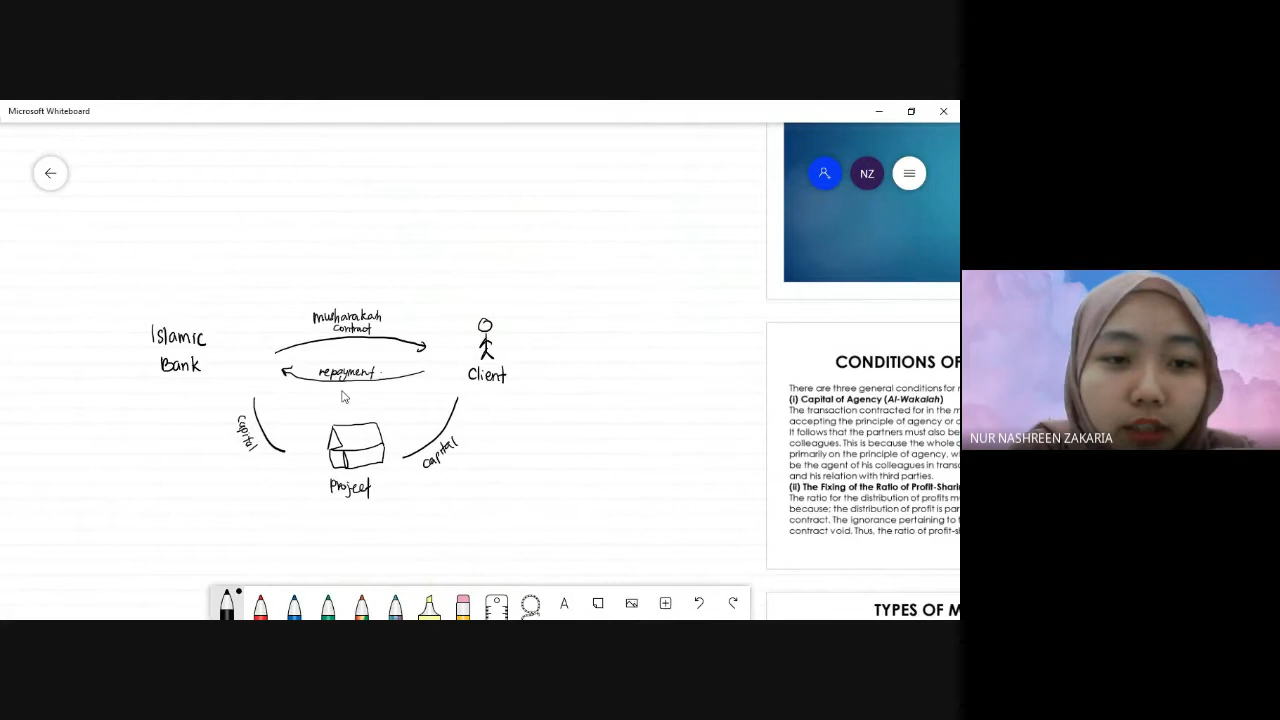 Microsoft Whiteboard
NZ
Islamic
Bank
musharakah
contract
repayment.
Client
capital
capital
Project
CONDITIONS OF
There are three general conditions for
(i) Capital of Agency (Al-Wakalah)
The transaction contracted for in the
accepting the principle of agency or
It follows that the partners must also be
colleagues. This is because the whole
primarily on the principle of agency,
be the agent of his colleagues in
and his relation with third parties.
(ii) The Fixing of the Ratio of
The ratio for the distribution of profits
because; the distribution of profit is
contract. The ignorance pertaining to
contract void. Thus, the ratio of
TYPES OF M
A
NUR NASHREEN ZAKARIA